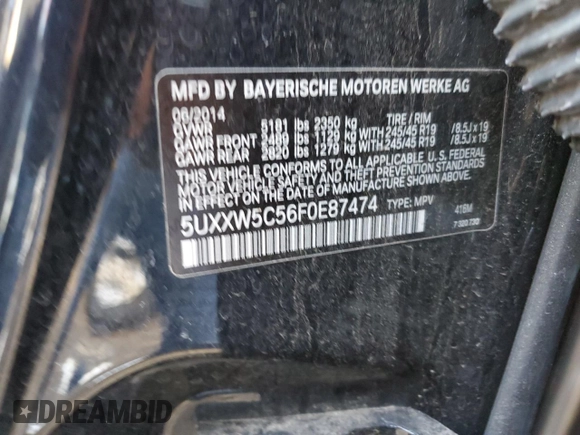 MFD BY BAYERISCHE MOTOREN WERKE AG
08/2014 TIRE / RIM
GVWR 5181 lbs 2350 kg
GAWR FRONT 2489 lbs 1129 kg WITH 245/45 R19 /8.5J x 19
GAWR REAR 2820 lbs 1279 kg WITH 245/45 R19 /8.5J x 19
THIS VEHICLE CONFORMS TO ALL APPLICABLE U.S. FEDERAL
MOTOR VEHICLE SAFETY AND THEFT PREVENTION STANDARDS
IN EFFECT ON THE DATE OF MANUFACTURE SHOWN ABOVE.
5UXXW5C56F0E87474 TYPE: MPV
DREAMBID